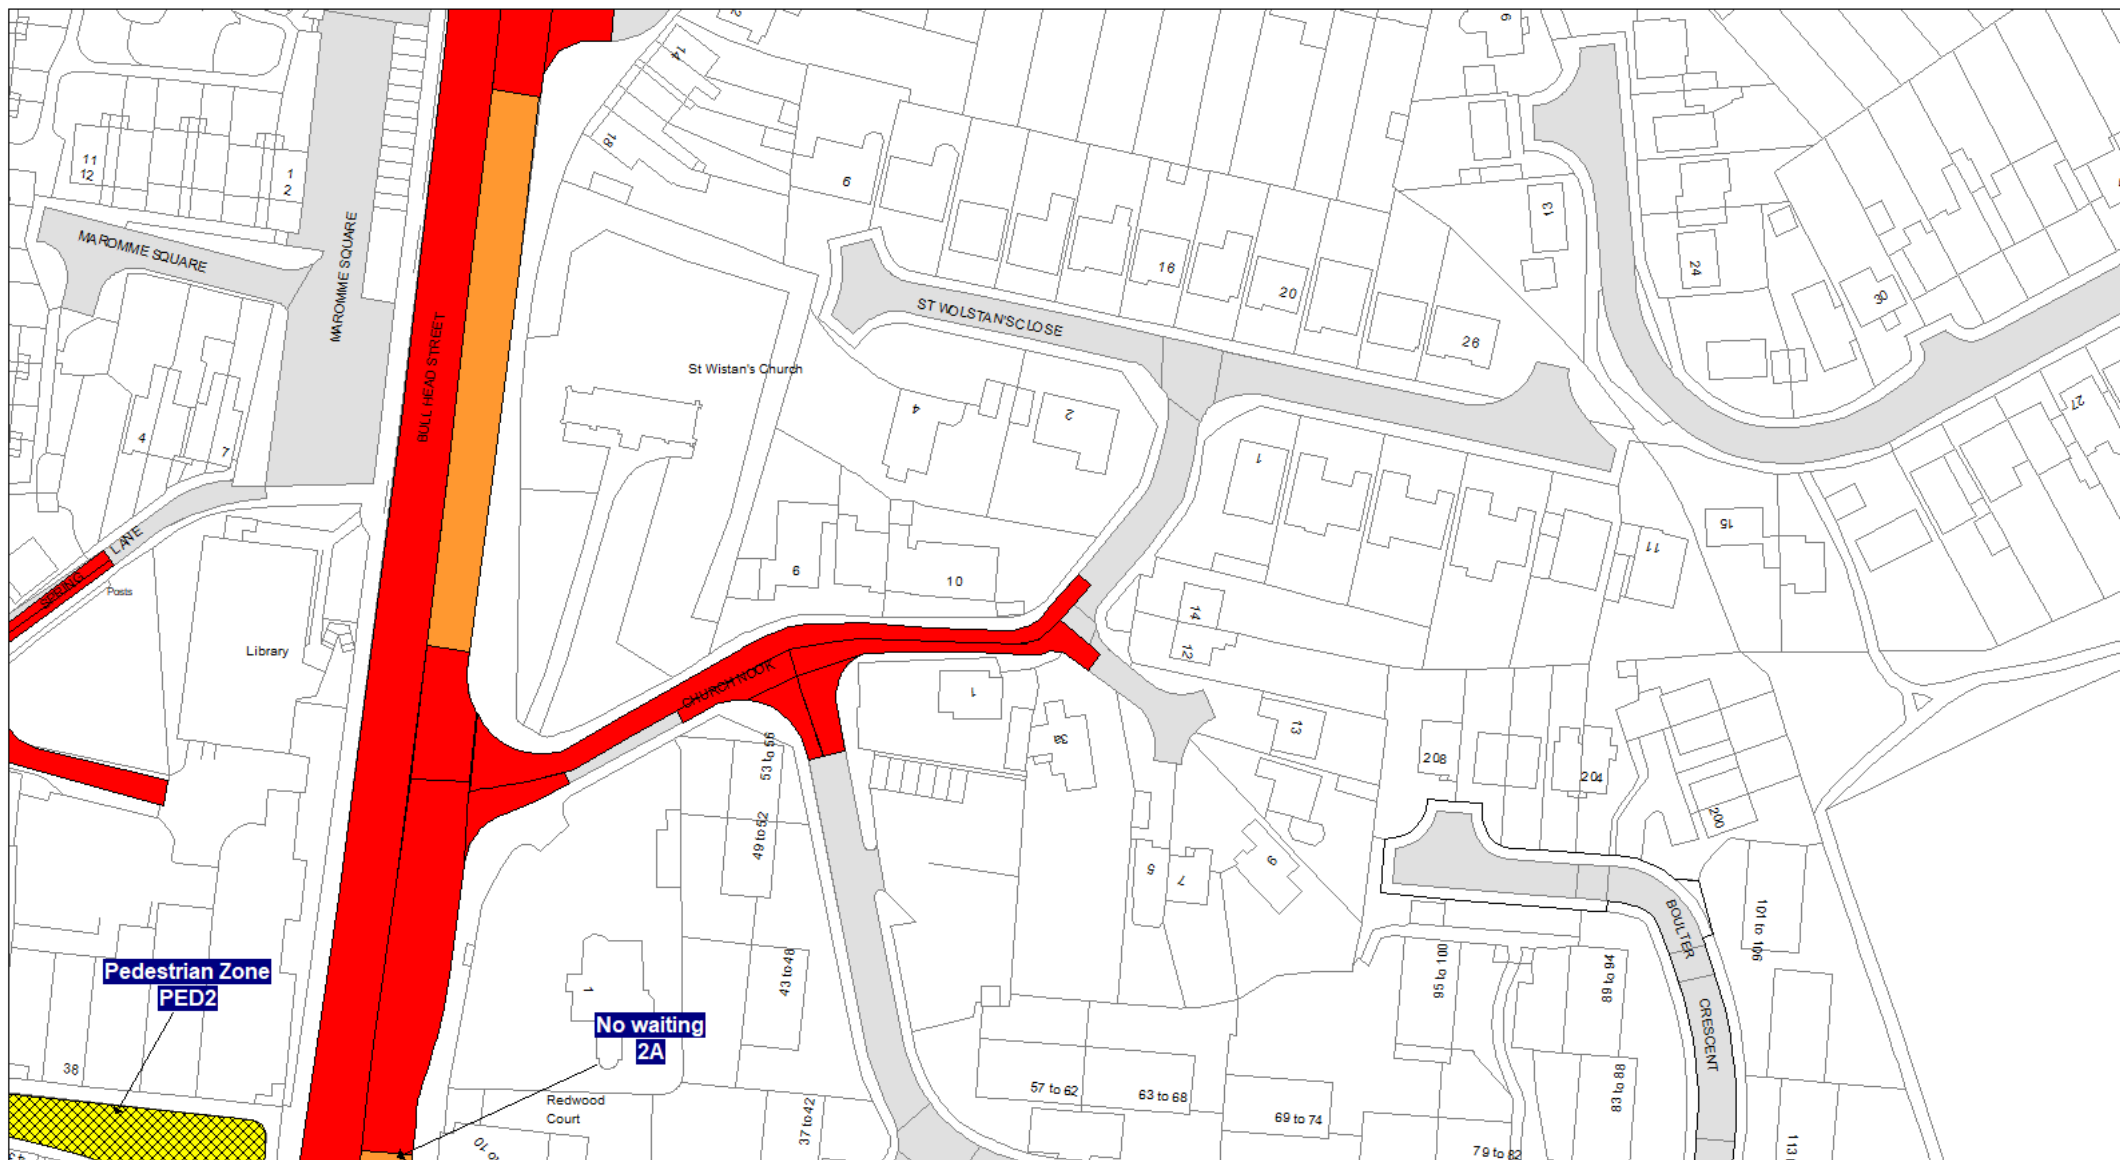 14
18
11
12
1
2
MAROMME SQUARE
MAROMME SQUARE
BULL HEAD STREET
6
9
13
24
30
16
20
26
ST WOLSTAN'S CLOSE
St Wistan's Church
4
2
4
7
1
27
15
11
SPRING LANE
Posts
Library
6
10
14
12
CHURCH NOOK
1
3a
13
208
204
200
53 to 56
49 to 52
5
7
9
BOULTER CRESCENT
101 to 106
95 to 100
89 to 94
43 to 48
1
Pedestrian Zone
PED2
No waiting
2A
38
Redwood
Court
37 to 42
57 to 62
63 to 68
69 to 74
79 to 82
83 to 88
113